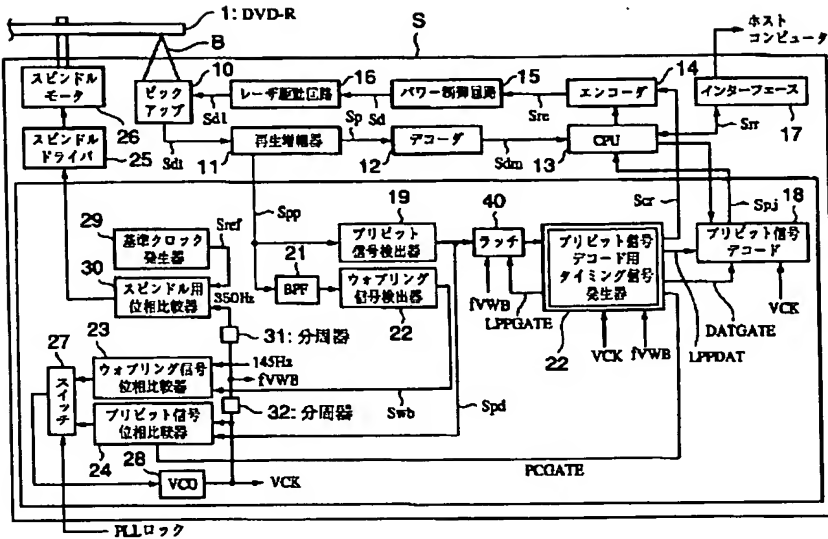 1: DVD-R
S
B
ホスト
コンピュータ
スピンドル
モータ
26
ピック
アップ
10
レーザ駆動回路
16
パワー制御回路
15
エンコーダ
14
インターフェース
17
Sd1
Sd
Sre
Srr
スピンドル
ドライバ
25
Sdt
再生増幅器
11
Sp
デコーダ
12
Sdm
CPU
13
Spp
Scr
Spj
18
29
基準クロック
発生器
Sref
19
プリピット
信号検出器
40
ラッチ
プリピット信号
デコード用
タイミング信号
発生器
22
プリピット信号
デコード
30
スピンドル用
位相比較器
350Hz
21
BPF
ウォブリング
信号検出器
22
fVWB
LPPGATE
VCK
fVWB
LPPDAT
DATGATE
VCK
31: 分周器
27
スイッチ
23
ウォブリング信号
位相比較器
145Hz
fVWB
Swb
Spd
32: 分周器
プリピット信号
位相比較器
24
28
VCO
VCK
PCGATE
PLLロック